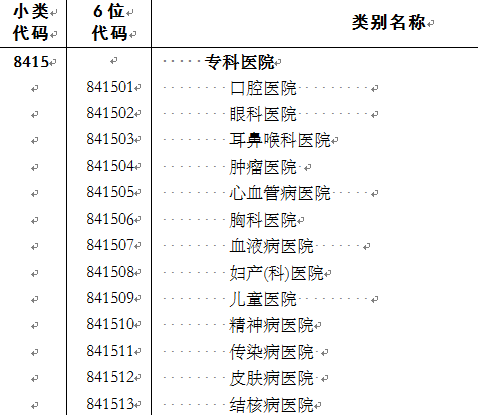 小类 6位 类别名称
代码 代码
8415 专科医院
841501 口腔医院
841502 眼科医院
841503 耳鼻喉科医院
841504 肿瘤医院
841505 心血管病医院
841506 胸科医院
841507 血液病医院
841508 妇产(科)医院
841509 儿童医院
841510 精神病医院
841511 传染病医院
841512 皮肤病医院
841513 结核病医院